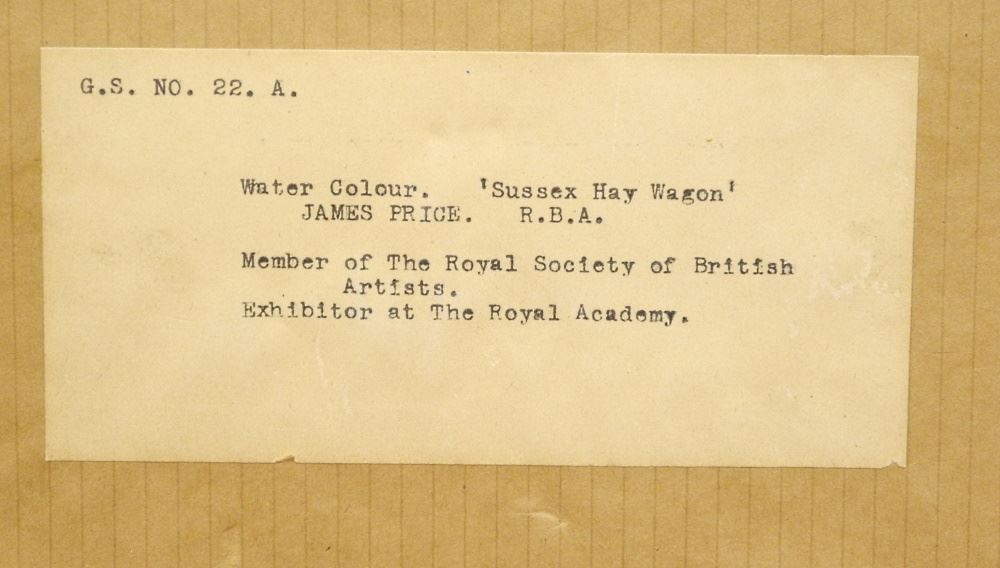 G.S. NO. 22. A.
Water Colour. 'Sussex Hay Wagon'
JAMES PRICE. R.B.A.
Member of The Royal Society of British
Artists.
Exhibitor at The Royal Academy.